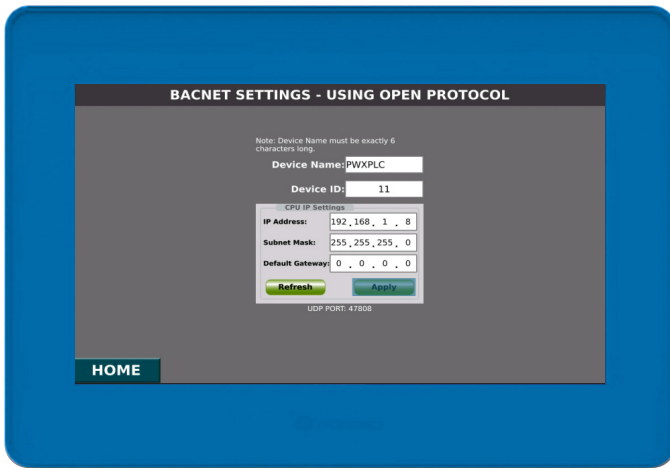 BACNET SETTINGS - USING OPEN PROTOCOL
Note: Device Name must be exactly 6
characters long.
Device Name: PWXPLC
Device ID: 11
CPU IP Settings
IP Address: 192 . 168 . 1 . 8
Subnet Mask: 255 . 255 . 255 . 0
Default Gateway: 0 . 0 . 0 . 0
Refresh Apply
UDP PORT: 47808
HOME